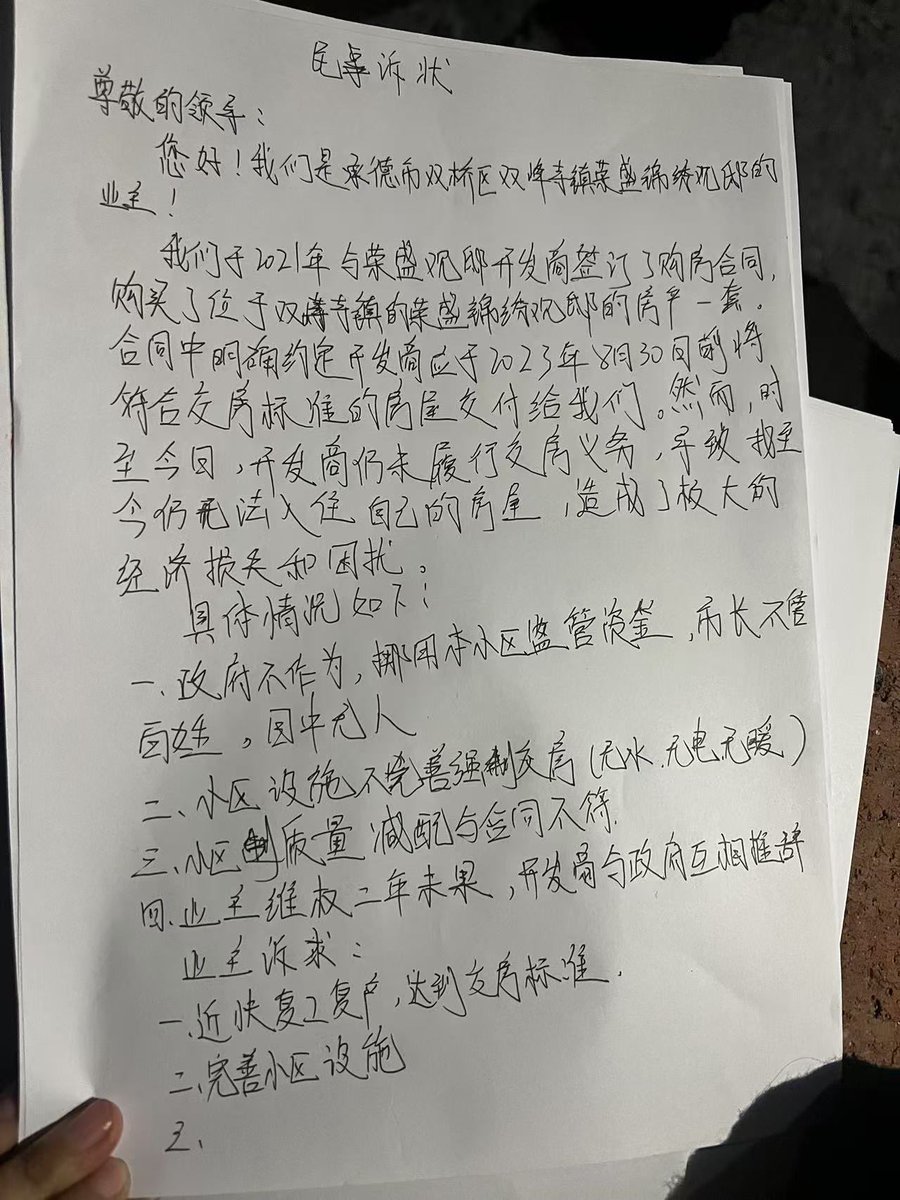 民事诉状
尊敬的领导：
您好！我们是承德市双桥区双峰寺镇荣盛锦绣观邸的
业主！
我们于2021年与荣盛观邸开发商签订了购房合同，
购买了位于双峰寺镇的荣盛锦绣观邸的房产一套。
合同中明确约定开发商应于2023年8月30日前将
符合交房标准的房屋交付给我们。然而，时
至今日，开发商仍未履行交房义务，导致我至
今仍无法入住自己的房屋，造成了极大的
经济损失和困扰。
具体情况如下：
一、政府不作为，挪用本小区监管资金，市长不管
百姓，目中无人
二、小区设施不完善强制交房（无水.无电无暖）
三、小区质量减配与合同不符.
四.业主维权二年未果，开发商与政府互相推辞
业主诉求：
一.近快复工复产，达到交房标准.
二、完善小区设施
三、